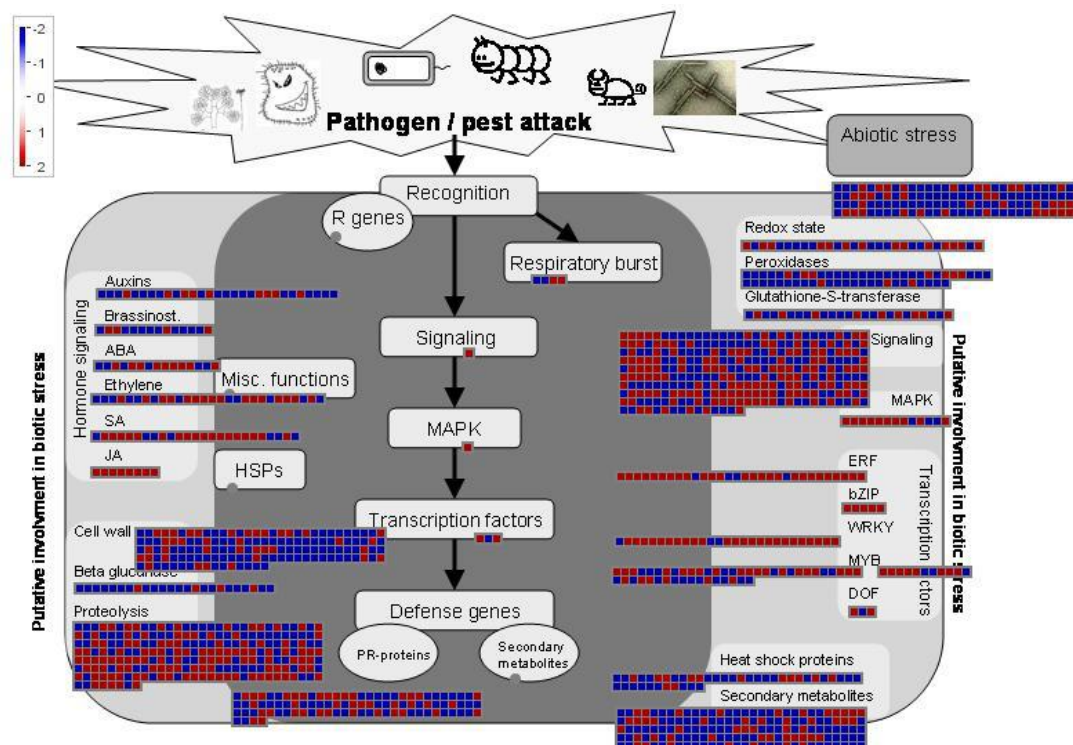 -2
-1
0
1
2
Pathogen / pest attack
Abiotic stress
Recognition
R genes
Respiratory burst
Redox state
Peroxidases
Glutathione-S-transferase
Hormone signaling
Auxins
Brassinost.
ABA
Ethylene
SA
JA
Signaling
Misc. functions
MAPK
HSPs
Transcription factors
Defense genes
PR-proteins
Secondary
metabolites
Signaling
MAPK
ERF
bZIP
WRKY
MYB
DOF
Transcription
Putative involvment in biotic stress
Putative involvment in biotic stress
Cell wall
Beta glucanase
Proteolysis
Heat shock proteins
Secondary metabolites